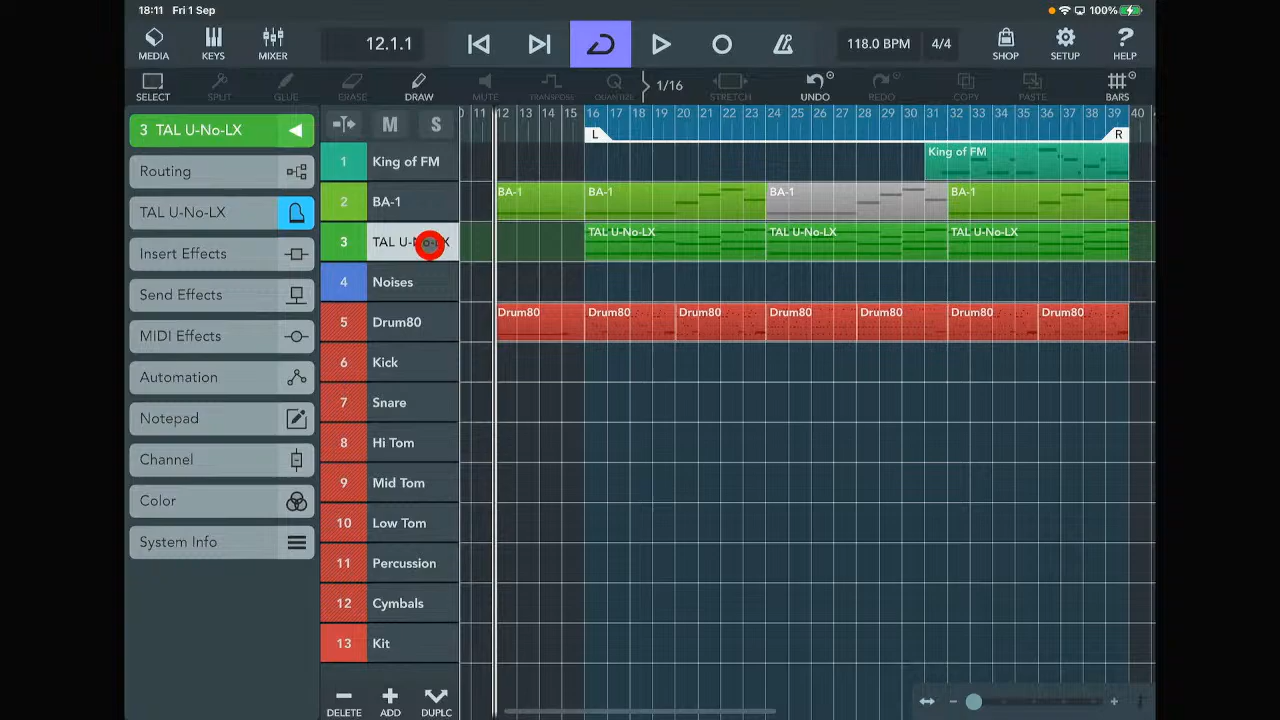 18:11 Fri 1 Sep
100%
MEDIA KEYS MIXER 12.1.1 118.0 BPM 4/4 SHOP SETUP HELP
SELECT SPLIT GLUE ERASE DRAW MUTE TRANSPOSE QUANTIZE 1/16 STRETCH UNDO REDO COPY PASTE BARS
3 TAL U-No-LX
Routing
TAL U-No-LX
Insert Effects
Send Effects
MIDI Effects
Automation
Notepad
Channel
Color
System Info
M S
0 11 12 13 14 15 16 17 18 19 20 21 22 23 24 25 26 27 28 29 30 31 32 33 34 35 36 37 38 39 40
L R
1 King of FM
King of FM
2 BA-1
BA-1 BA-1 BA-1 BA-1
3 TAL U-No-LX
TAL U-No-LX TAL U-No-LX TAL U-No-LX
4 Noises
5 Drum80
Drum80 Drum80 Drum80 Drum80 Drum80 Drum80 Drum80
6 Kick
7 Snare
8 Hi Tom
9 Mid Tom
10 Low Tom
11 Percussion
12 Cymbals
13 Kit
DELETE ADD DUPLC